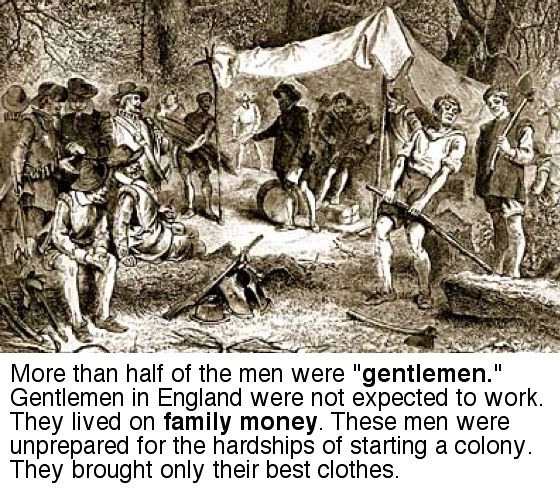 More than half of the men were "gentlemen."
Gentlemen in England were not expected to work.
They lived on family money. These men were
unprepared for the hardships of starting a colony.
They brought only their best clothes.